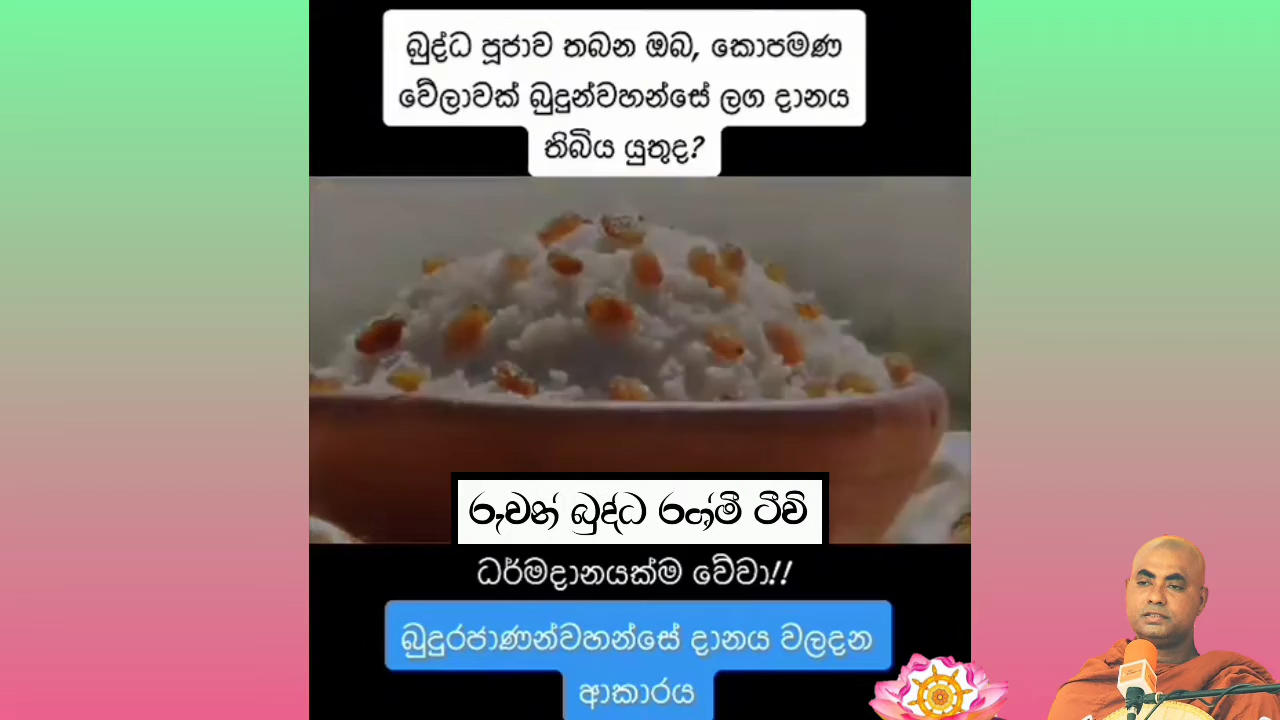 බුද්ධ පූජාව තබන ඔබ, කොපමණ
වේලාවක් බුදුන්වහන්සේ ලග දානය
තිබිය යුතුද?
රුවන් බුද්ධ රශ්මී ටීවි
ධර්මදානයක්ම වේවා!!
බුදුරජාණන්වහන්සේ දානය වලදන
ආකාරය